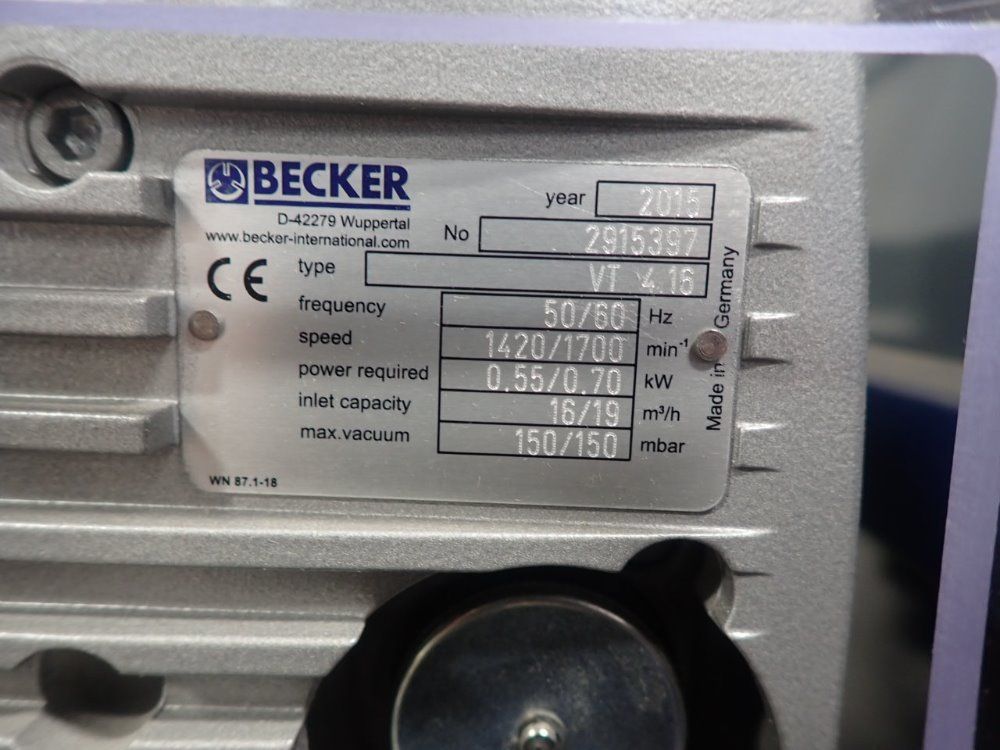 BECKER
D-42279 Wuppertal
www.becker-international.com
year 2015
No 2915397
type VT 4.16
frequency 50/60 Hz
speed 1420/1700 min⁻¹
power required 0.55/0.70 kW
inlet capacity 16/19 m³/h
max.vacuum 150/150 mbar
CE
WN 87.1-18
Made in Germany